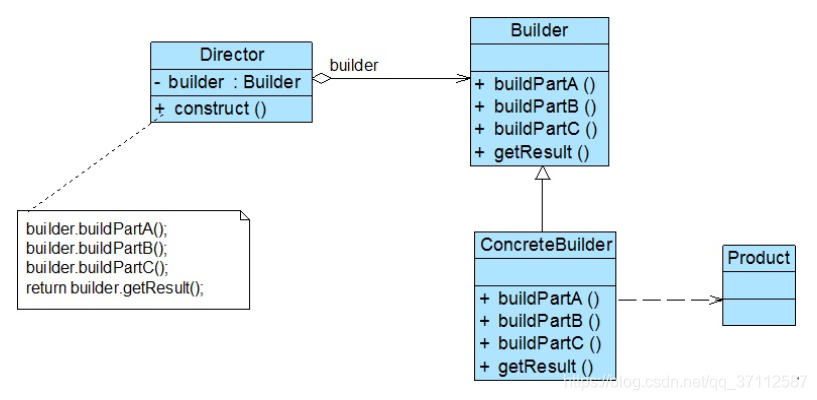 Director
- builder : Builder
+ construct ()
builder
Builder
+ buildPartA ()
+ buildPartB ()
+ buildPartC ()
+ getResult ()
builder.buildPartA();
builder.buildPartB();
builder.buildPartC();
return builder.getResult();
ConcreteBuilder
+ buildPartA ()
+ buildPartB ()
+ buildPartC ()
+ getResult ()
Product
https://blog.csdn.net/qq_37112587